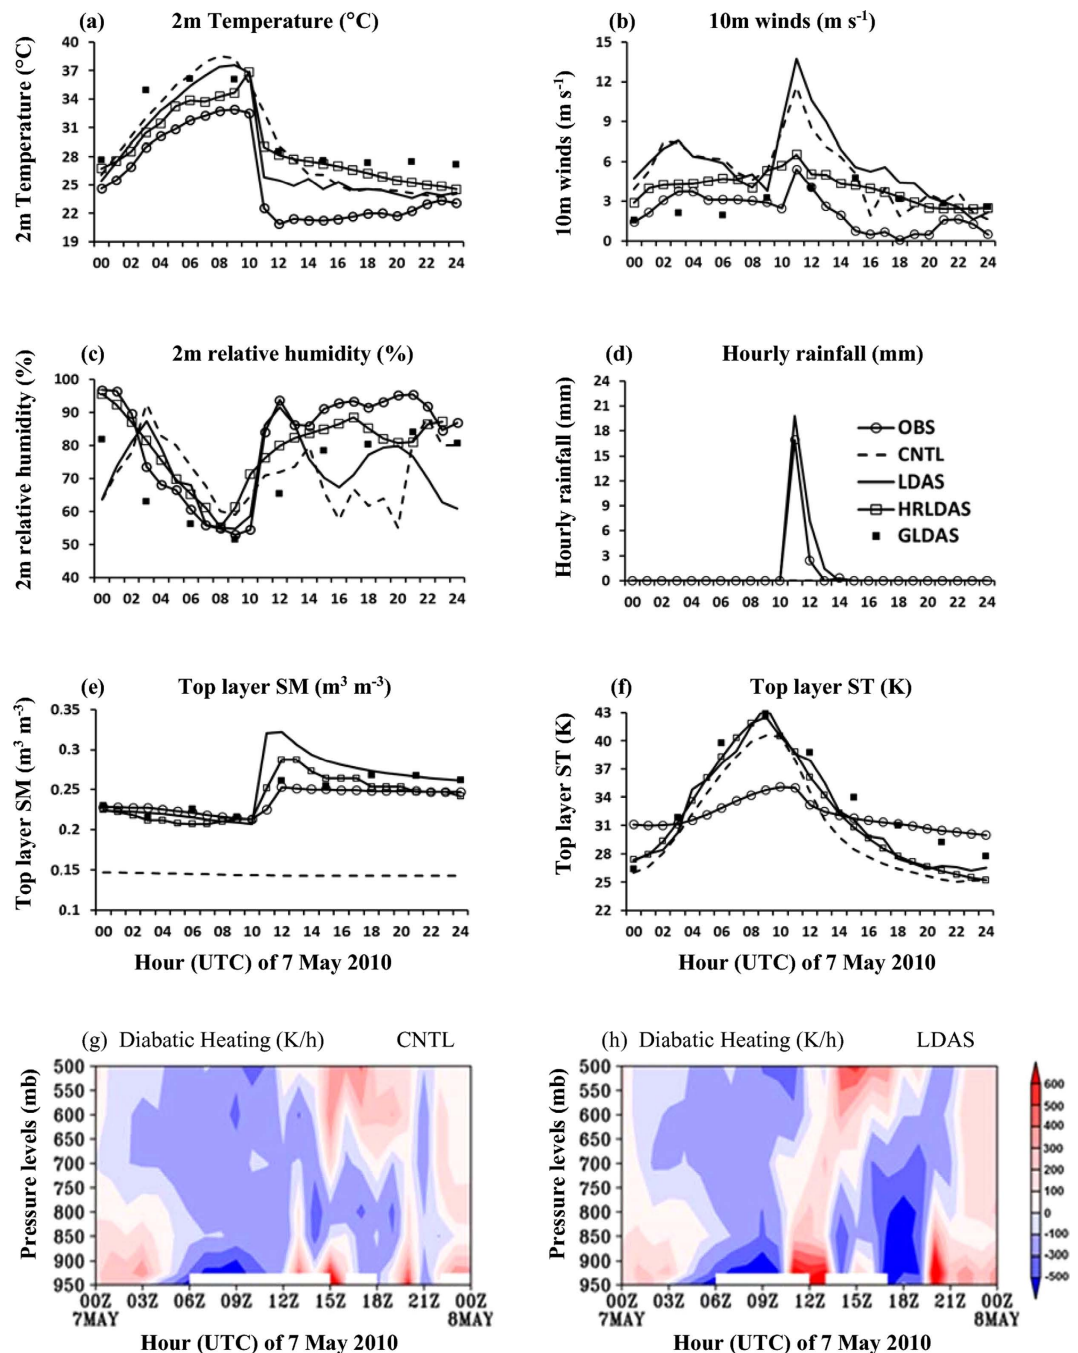 (a) 2m Temperature (°C)
2m Temperature (°C)
40
37
34
31
28
25
22
19
00 02 04 06 08 10 12 14 16 18 20 22 24
(b) 10m winds (m s-1)
10m winds (m s-1)
15
12
9
6
3
0
00 02 04 06 08 10 12 14 16 18 20 22 24
(c) 2m relative humidity (%)
2m relative humidity (%)
100
90
80
70
60
50
40
00 02 04 06 08 10 12 14 16 18 20 22 24
(d) Hourly rainfall (mm)
Hourly rainfall (mm)
24
21
18
15
12
9
6
3
0
OBS
CNTL
LDAS
HRLDAS
GLDAS
00 02 04 06 08 10 12 14 16 18 20 22 24
(e) Top layer SM (m3 m-3)
Top layer SM (m3 m-3)
0.35
0.3
0.25
0.2
0.15
0.1
00 02 04 06 08 10 12 14 16 18 20 22 24
Hour (UTC) of 7 May 2010
(f) Top layer ST (K)
Top layer ST (K)
43
40
37
34
31
28
25
22
00 02 04 06 08 10 12 14 16 18 20 22 24
Hour (UTC) of 7 May 2010
(g) Diabatic Heating (K/h) CNTL
Pressure levels (mb)
500
600
650
700
750
800
850
900
950
00Z 03Z 06Z 09Z 12Z 15Z 18Z 21Z 00Z
7MAY 8MAY
Hour (UTC) of 7 May 2010
(h) Diabatic Heating (K/h) LDAS
Pressure levels (mb)
500
600
650
700
750
800
850
900
950
00Z 03Z 06Z 09Z 12Z 15Z 18Z 21Z 00Z
7MAY 8MAY
Hour (UTC) of 7 May 2010
600
500
400
300
200
100
0
-100
-300
-500